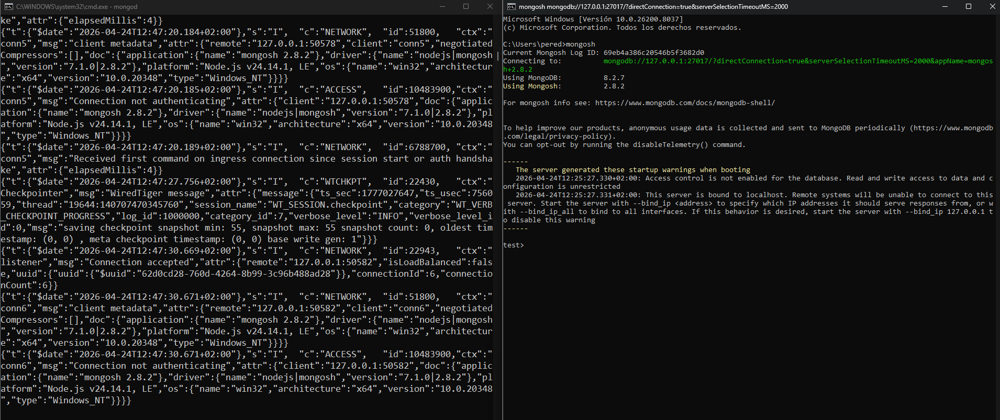 C:\WINDOWS\system32\cmd.exe - mongod
ke","attr":{"elapsedMillis":4}}
{"t":{"$date":"2026-04-24T12:47:20.184+02:00"},"s":"I",  "c":"NETWORK",  "id":51800,   "ctx":"
conn5","msg":"client metadata","attr":{"remote":"127.0.0.1:50578","client":"conn5","negotiated
Compressors":[],"doc":{"application":{"name":"mongosh 2.8.2"},"driver":{"name":"nodejs|mongosh
","version":"7.1.0|2.8.2"},"platform":"Node.js v24.14.1, LE","os":{"name":"win32","architectur
e":"x64","version":"10.0.20348","type":"Windows_NT"}}}}
{"t":{"$date":"2026-04-24T12:47:20.185+02:00"},"s":"I",  "c":"ACCESS",   "id":10483900,"ctx":"
conn5","msg":"Connection not authenticating","attr":{"client":"127.0.0.1:50578","doc":{"applic
ation":{"name":"mongosh 2.8.2"},"driver":{"name":"nodejs|mongosh","version":"7.1.0|2.8.2"},"pl
atform":"Node.js v24.14.1, LE","os":{"name":"win32","architecture":"x64","version":"10.0.20348
","type":"Windows_NT"}}}}
{"t":{"$date":"2026-04-24T12:47:20.189+02:00"},"s":"I",  "c":"NETWORK",  "id":6788700, "ctx":"
conn5","msg":"Received first command on ingress connection since session start or auth handsha
ke","attr":{"elapsedMillis":4}}
{"t":{"$date":"2026-04-24T12:47:27.756+02:00"},"s":"I",  "c":"WTCHKPT",  "id":22430,   "ctx":"
Checkpointer","msg":"WiredTiger message","attr":{"message":{"ts_sec":1777027647,"ts_usec":7560
59,"thread":"19644:140707470345760","session_name":"WT_SESSION.checkpoint","category":"WT_VERB
_CHECKPOINT_PROGRESS","log_id":1000000,"category_id":7,"verbose_level":"INFO","verbose_level_i
d":0,"msg":"saving checkpoint snapshot min: 55, snapshot max: 55 snapshot count: 0, oldest tim
estamp: (0, 0) , meta checkpoint timestamp: (0, 0) base write gen: 1"}}}
{"t":{"$date":"2026-04-24T12:47:30.669+02:00"},"s":"I",  "c":"NETWORK",  "id":22943,   "ctx":"
listener","msg":"Connection accepted","attr":{"remote":"127.0.0.1:50582","isLoadBalanced":fals
e,"uuid":{"uuid":{"$uuid":"62d0cd28-760d-4264-8b99-3c96b488ad28"}},"connectionId":6,"connectio
nCount":6}}
{"t":{"$date":"2026-04-24T12:47:30.671+02:00"},"s":"I",  "c":"NETWORK",  "id":51800,   "ctx":"
conn6","msg":"client metadata","attr":{"remote":"127.0.0.1:50582","client":"conn6","negotiated
Compressors":[],"doc":{"application":{"name":"mongosh 2.8.2"},"driver":{"name":"nodejs|mongosh
","version":"7.1.0|2.8.2"},"platform":"Node.js v24.14.1, LE","os":{"name":"win32","architectur
e":"x64","version":"10.0.20348","type":"Windows_NT"}}}}
{"t":{"$date":"2026-04-24T12:47:30.671+02:00"},"s":"I",  "c":"ACCESS",   "id":10483900,"ctx":"
conn6","msg":"Connection not authenticating","attr":{"client":"127.0.0.1:50582","doc":{"applic
ation":{"name":"mongosh 2.8.2"},"driver":{"name":"nodejs|mongosh","version":"7.1.0|2.8.2"},"pl
atform":"Node.js v24.14.1, LE","os":{"name":"win32","architecture":"x64","version":"10.0.20348
","type":"Windows_NT"}}}}
mongosh mongodb://127.0.0.1:27017/?directConnection=true&serverSelectionTimeoutMS=2000
Microsoft Windows [Versión 10.0.26200.8037]
(c) Microsoft Corporation. Todos los derechos reservados.
C:\Users\pered>mongosh
Current Mongosh Log ID: 69eb4a386c20546b5f3682d0
Connecting to:          mongodb://127.0.0.1:27017/?directConnection=true&serverSelectionTimeoutMS=2000&appName=mongos
h+2.8.2
Using MongoDB:          8.2.7
Using Mongosh:          2.8.2
For mongosh info see: https://www.mongodb.com/docs/mongodb-shell/
To help improve our products, anonymous usage data is collected and sent to MongoDB periodically (https://www.mongodb
.com/legal/privacy-policy).
You can opt-out by running the disableTelemetry() command.
------
   The server generated these startup warnings when booting
   2026-04-24T12:25:27.330+02:00: Access control is not enabled for the database. Read and write access to data and c
onfiguration is unrestricted
   2026-04-24T12:25:27.331+02:00: This server is bound to localhost. Remote systems will be unable to connect to this
 server. Start the server with --bind_ip <address> to specify which IP addresses it should serve responses from, or w
ith --bind_ip_all to bind to all interfaces. If this behavior is desired, start the server with --bind_ip 127.0.0.1 t
o disable this warning
------
test>